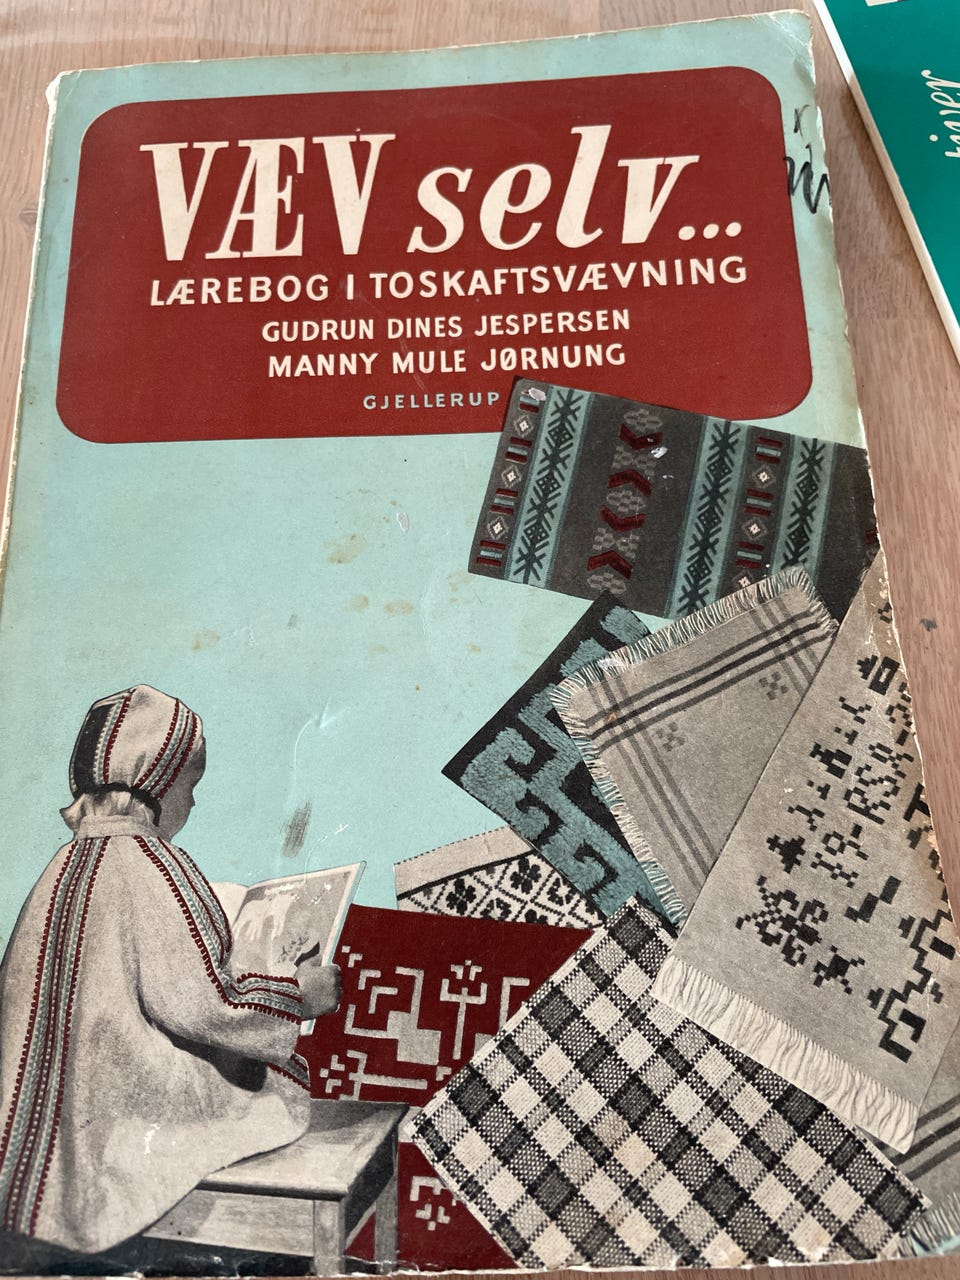 VÆV selv...
LÆREBOG I TOSKAFTSVÆVNING
GUDRUN DINES JESPERSEN
MANNY MULE JØRNUNG
GJELLERUP